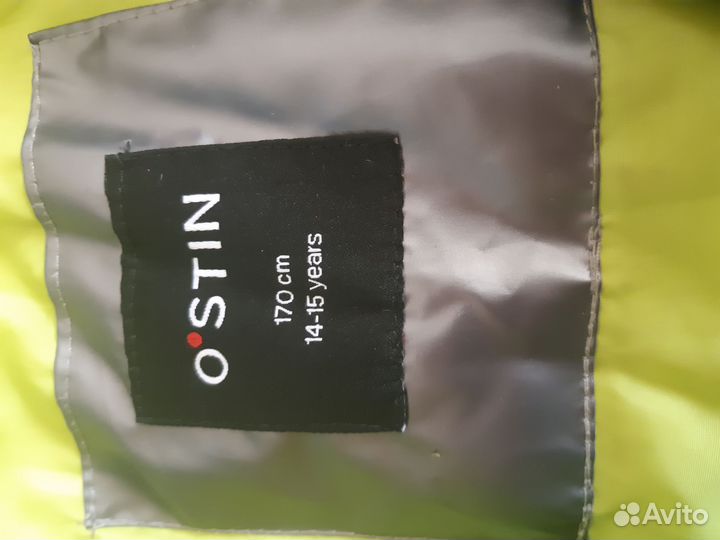 O'STIN
170 cm
14-15 years
Avito